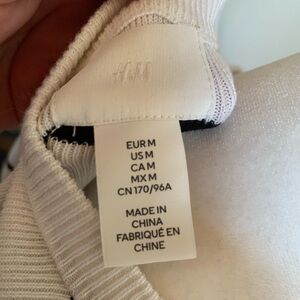 H&M
EUR M
US M
CA M
MX M
CN 170/96A
MADE IN
CHINA
FABRIQUÉ EN
CHINE